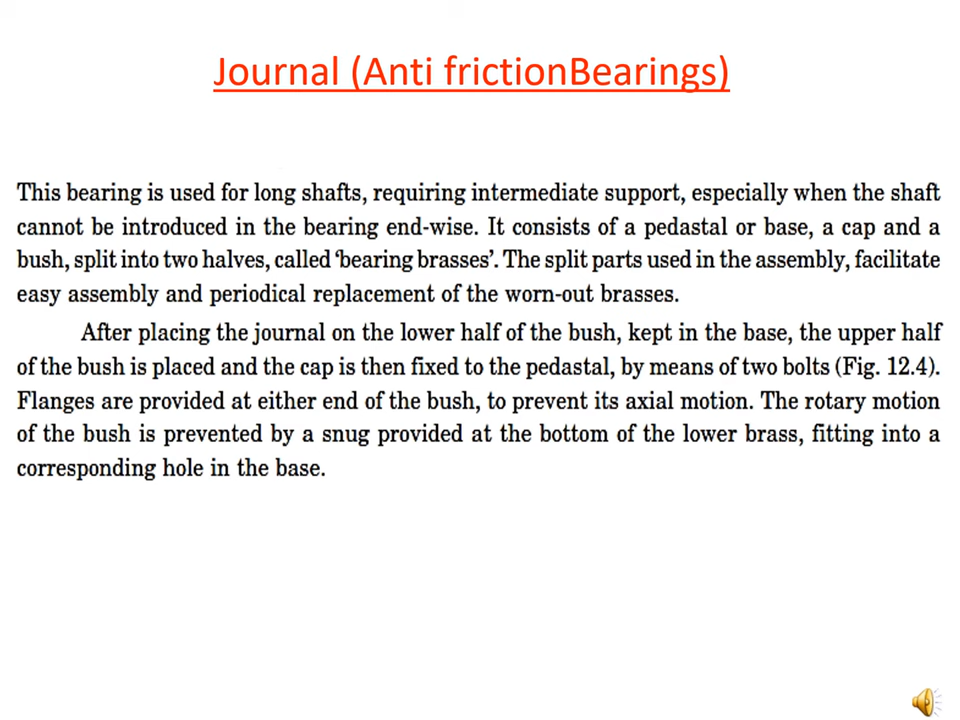 Journal (Anti frictionBearings)
This bearing is used for long shafts, requiring intermediate support, especially when the shaft
cannot be introduced in the bearing end-wise. It consists of a pedastal or base, a cap and a
bush, split into two halves, called ‘bearing brasses’. The split parts used in the assembly, facilitate
easy assembly and periodical replacement of the worn-out brasses.
After placing the journal on the lower half of the bush, kept in the base, the upper half
of the bush is placed and the cap is then fixed to the pedastal, by means of two bolts (Fig. 12.4).
Flanges are provided at either end of the bush, to prevent its axial motion. The rotary motion
of the bush is prevented by a snug provided at the bottom of the lower brass, fitting into a
corresponding hole in the base.